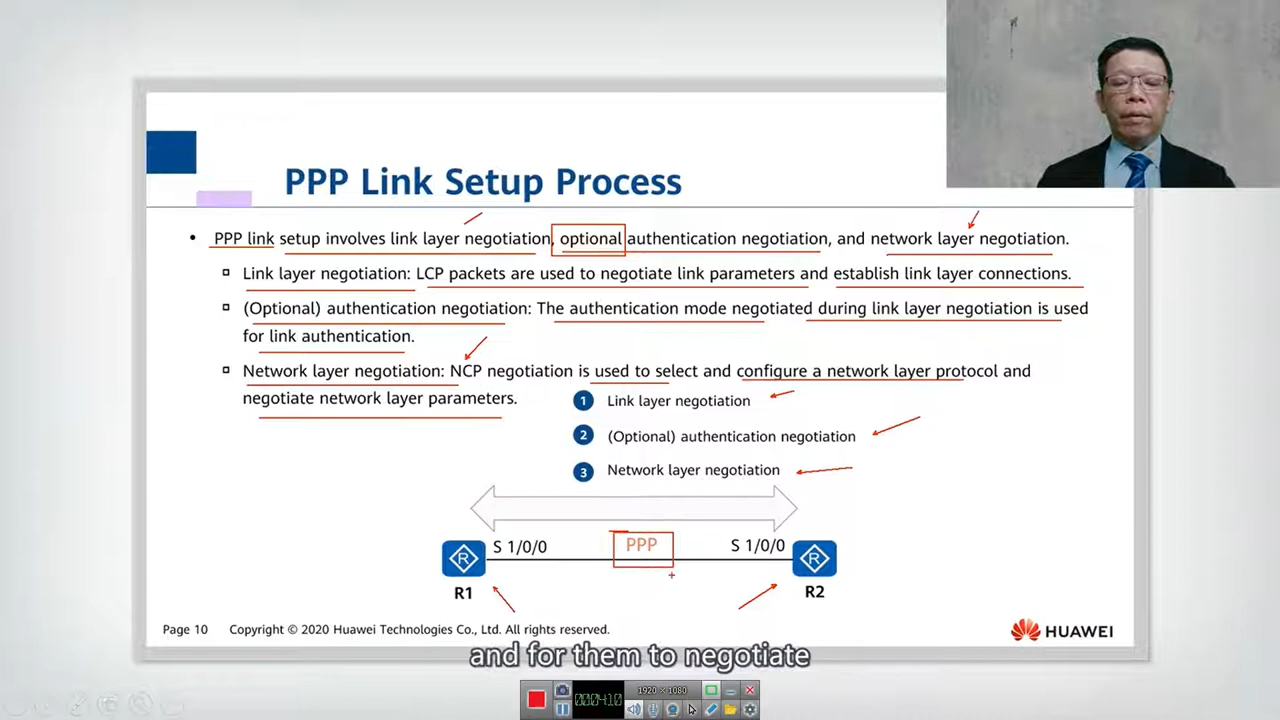 PPP Link Setup Process
• PPP link setup involves link layer negotiation, optional authentication negotiation, and network layer negotiation.
Link layer negotiation: LCP packets are used to negotiate link parameters and establish link layer connections.
(Optional) authentication negotiation: The authentication mode negotiated during link layer negotiation is used
for link authentication.
Network layer negotiation: NCP negotiation is used to select and configure a network layer protocol and
negotiate network layer parameters.
1 Link layer negotiation
2 (Optional) authentication negotiation
3 Network layer negotiation
S 1/0/0 PPP S 1/0/0
R R
R1 R2
Page 10 Copyright © 2020 Huawei Technologies Co., Ltd. All rights reserved. HUAWEI
and for them to negotiate
1920 × 1080